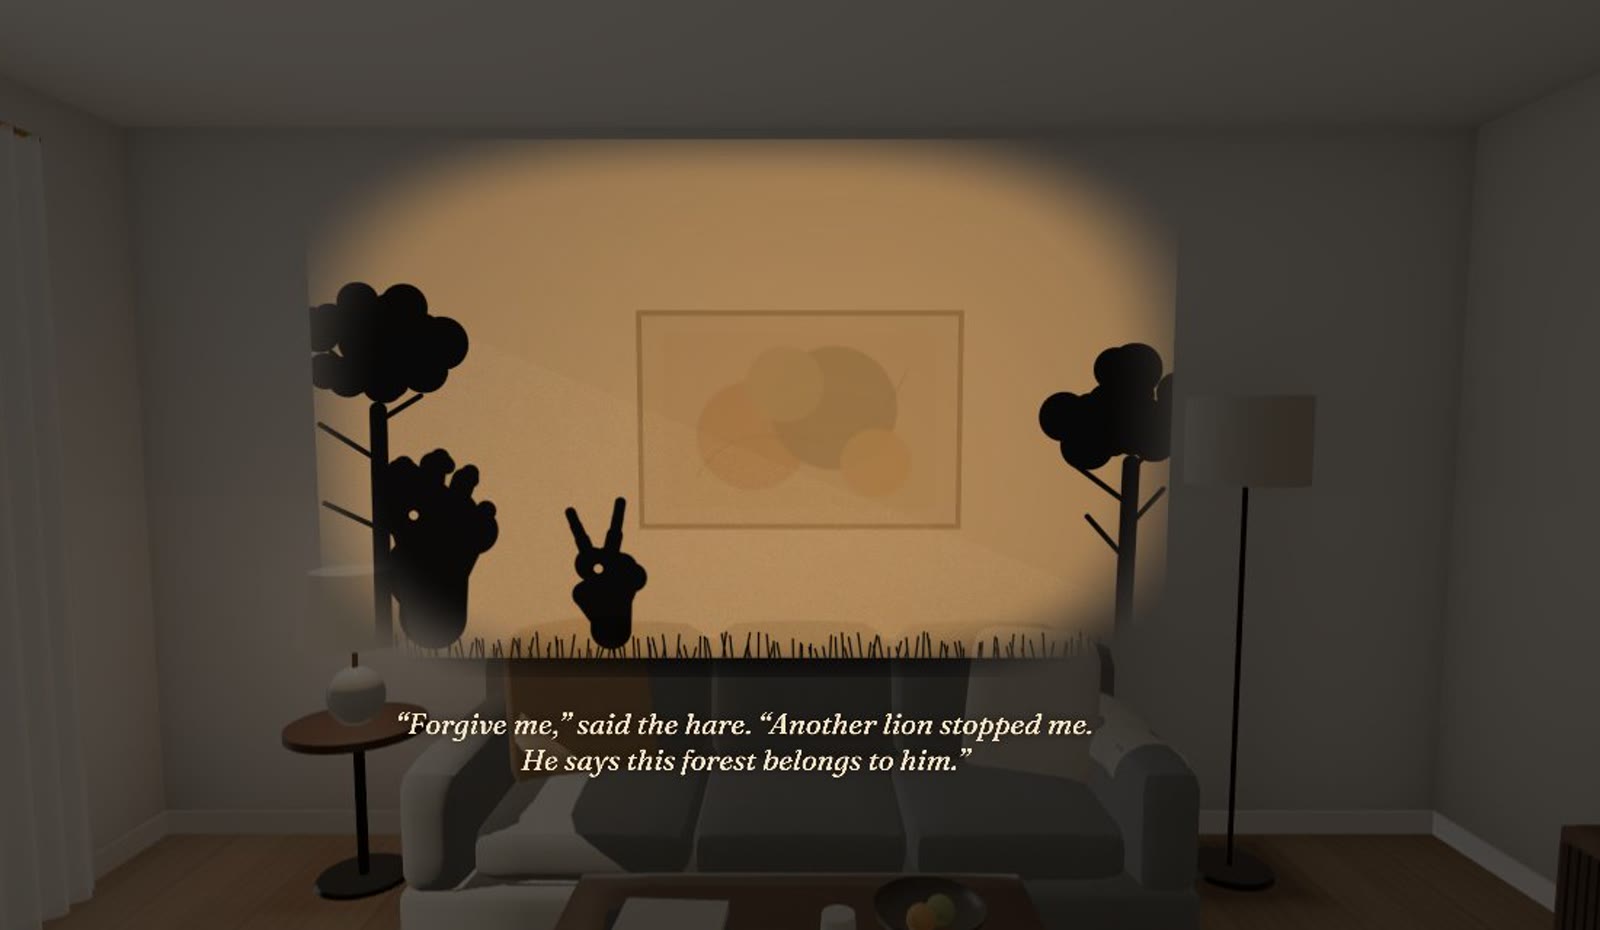 “Forgive me,” said the hare. “Another lion stopped me.
He says this forest belongs to him.”